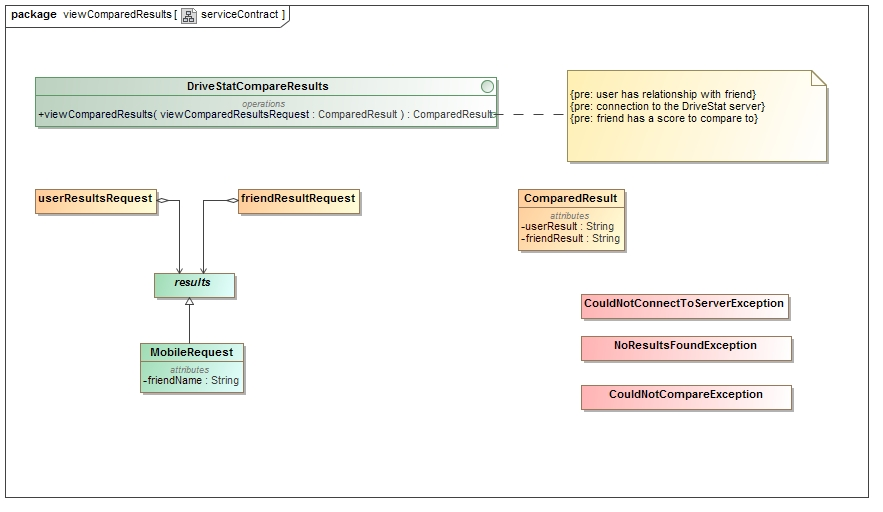 package viewComparedResults [ serviceContract ]
DriveStatCompareResults
operations
+viewComparedResults( viewComparedResultsRequest : ComparedResult ) : ComparedResult
{pre: user has relationship with friend}
{pre: connection to the DriveStat server}
{pre: friend has a score to compare to}
userResultsRequest
friendResultRequest
ComparedResult
attributes
-userResult : String
-friendResult : String
results
CouldNotConnectToServerException
NoResultsFoundException
MobileRequest
attributes
-friendName : String
CouldNotCompareException